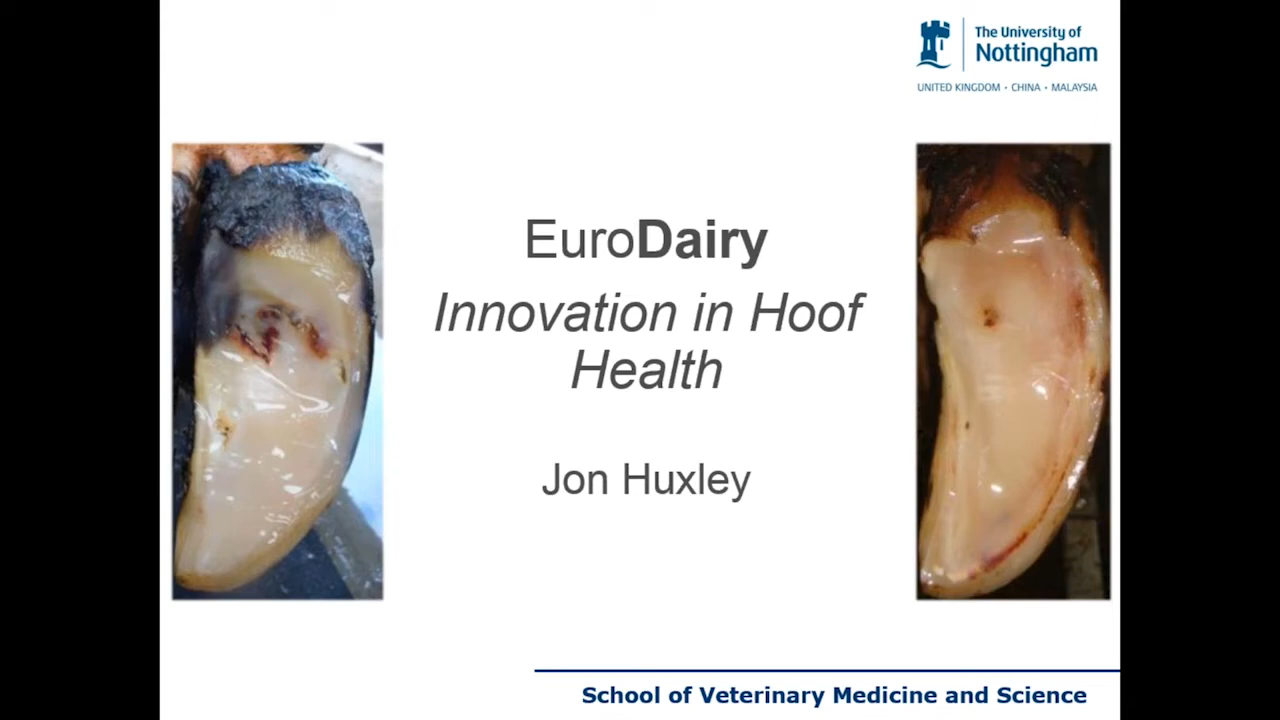 The University of
Nottingham
UNITED KINGDOM · CHINA · MALAYSIA
EuroDairy
Innovation in Hoof
Health
Jon Huxley
School of Veterinary Medicine and Science